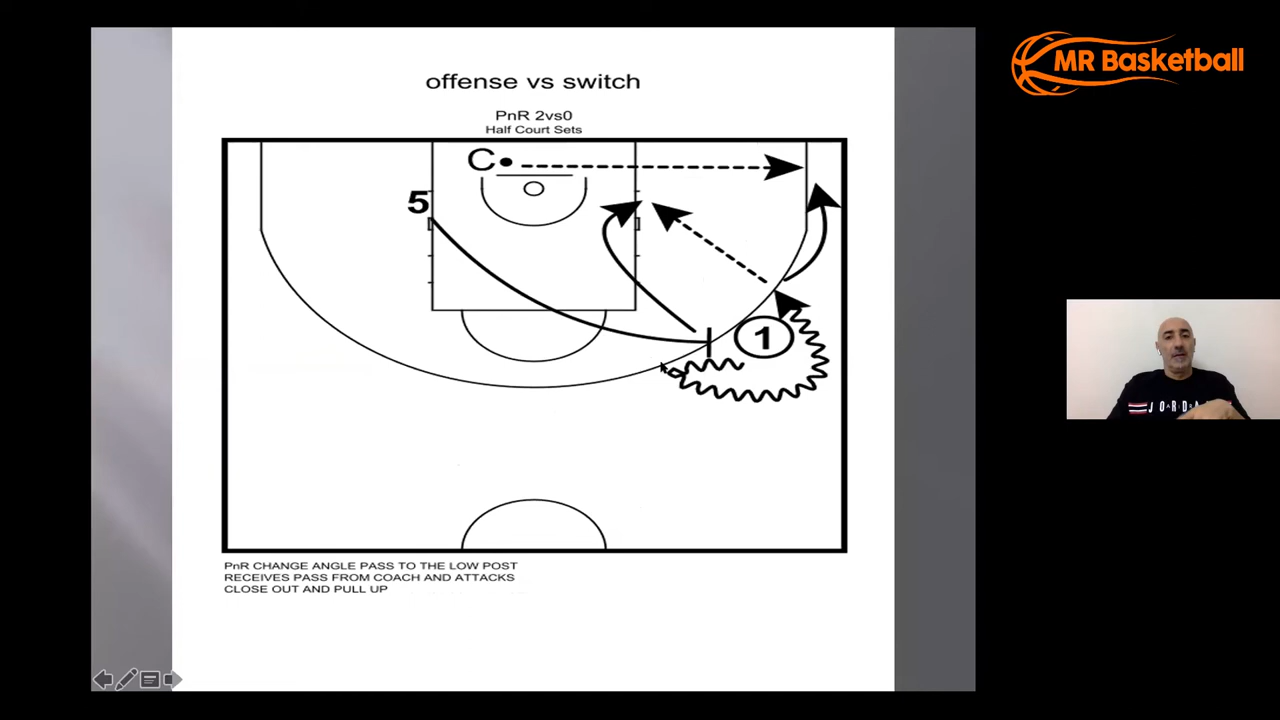 MR Basketball
offense vs switch
PnR 2vs0
Half Court Sets
C
5
1
PnR CHANGE ANGLE PASS TO THE LOW POST
RECEIVES PASS FROM COACH AND ATTACKS
CLOSE OUT AND PULL UP
JORDAN